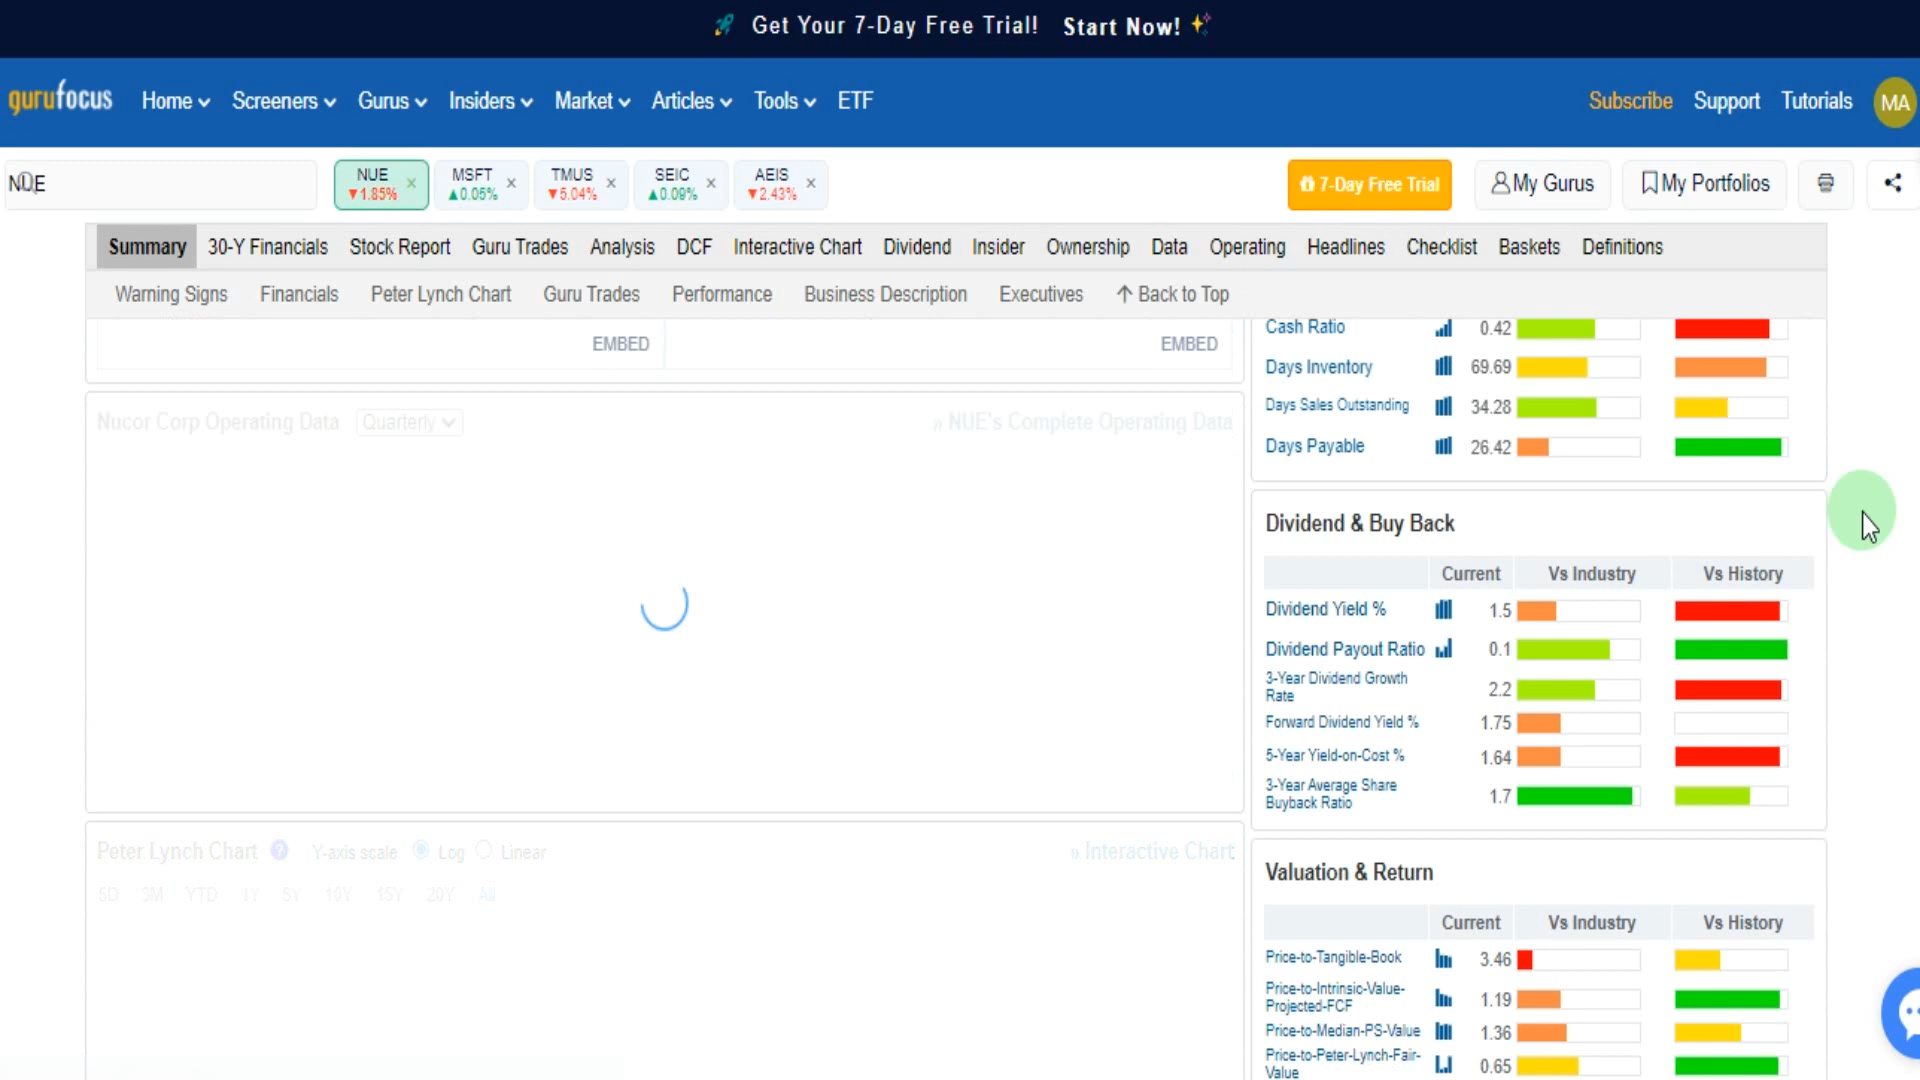 Get Your 7-Day Free Trial! Start Now!
gurufocus Home Screeners Gurus Insiders Market Articles Tools ETF Subscribe Support Tutorials MA
NUE
NUE × MSFT × TMUS × SEIC × AEIS ×
▼1.85% ▲0.05% ▼5.04% ▲0.09% ▼2.43%
7-Day Free Trial My Gurus My Portfolios
Summary 30-Y Financials Stock Report Guru Trades Analysis DCF Interactive Chart Dividend Insider Ownership Data Operating Headlines Checklist Baskets Definitions
Warning Signs Financials Peter Lynch Chart Guru Trades Performance Business Description Executives ↑ Back to Top
EMBED EMBED
Nucor Corp Operating Data Quarterly » NUE's Complete Operating Data
Peter Lynch Chart ? Y-axis scale Log Linear » Interactive Chart
5D 3M YTD 1Y 5Y 10Y 15Y 20Y All
Cash Ratio 0.42
Days Inventory 69.69
Days Sales Outstanding 34.28
Days Payable 26.42
Dividend & Buy Back
Current Vs Industry Vs History
Dividend Yield % 1.5
Dividend Payout Ratio 0.1
3-Year Dividend Growth
Rate 2.2
Forward Dividend Yield % 1.75
5-Year Yield-on-Cost % 1.64
3-Year Average Share
Buyback Ratio 1.7
Valuation & Return
Current Vs Industry Vs History
Price-to-Tangible-Book 3.46
Price-to-Intrinsic-Value-
Projected-FCF 1.19
Price-to-Median-PS-Value 1.36
Price-to-Peter-Lynch-Fair-
Value 0.65